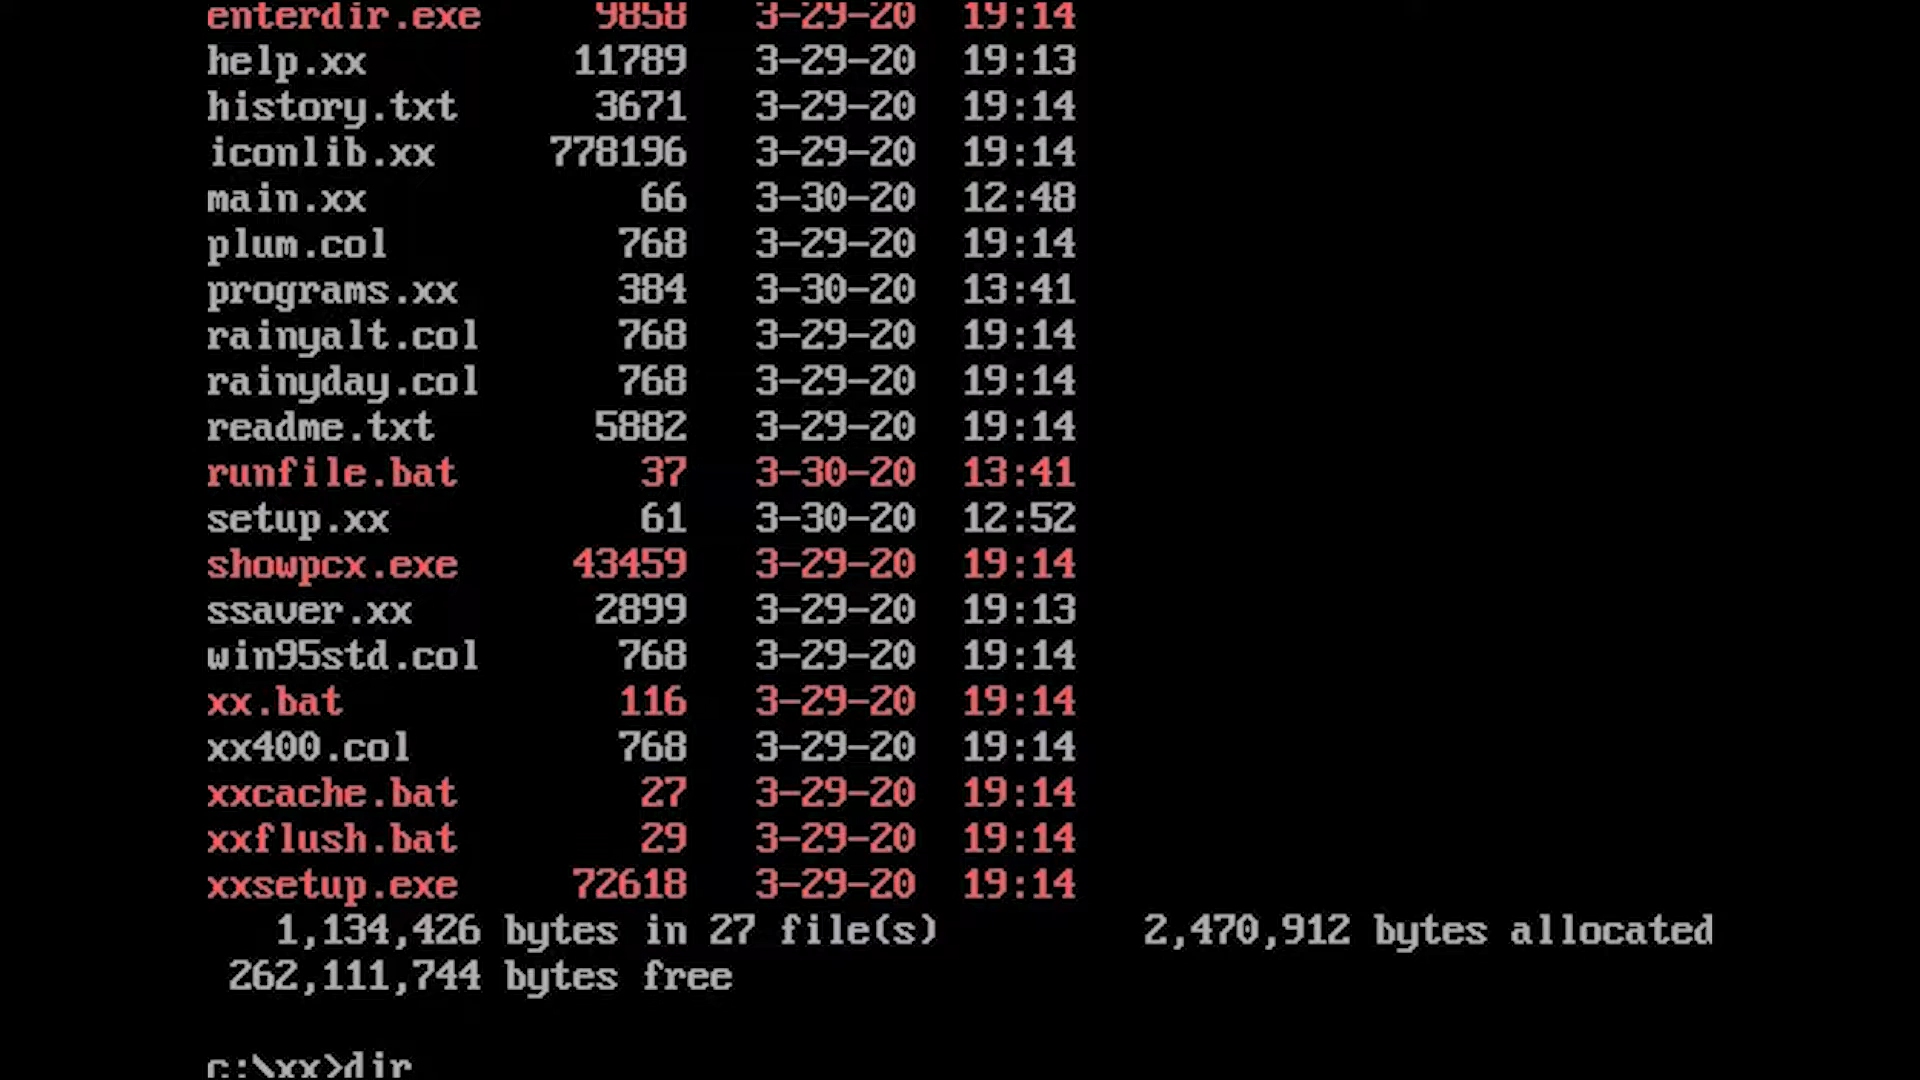 enterdir.exe 9858 3-29-20 19:14
help.xx 11789 3-29-20 19:13
history.txt 3671 3-29-20 19:14
iconlib.xx 778196 3-29-20 19:14
main.xx 66 3-30-20 12:48
plum.col 768 3-29-20 19:14
programs.xx 384 3-30-20 13:41
rainyalt.col 768 3-29-20 19:14
rainyday.col 768 3-29-20 19:14
readme.txt 5882 3-29-20 19:14
runfile.bat 37 3-30-20 13:41
setup.xx 61 3-30-20 12:52
showpcx.exe 43459 3-29-20 19:14
ssaver.xx 2899 3-29-20 19:13
win95std.col 768 3-29-20 19:14
xx.bat 116 3-29-20 19:14
xx400.col 768 3-29-20 19:14
xxcache.bat 27 3-29-20 19:14
xxflush.bat 29 3-29-20 19:14
xxsetup.exe 72618 3-29-20 19:14
1,134,426 bytes in 27 file(s) 2,470,912 bytes allocated
262,111,744 bytes free
c:\xx>dir